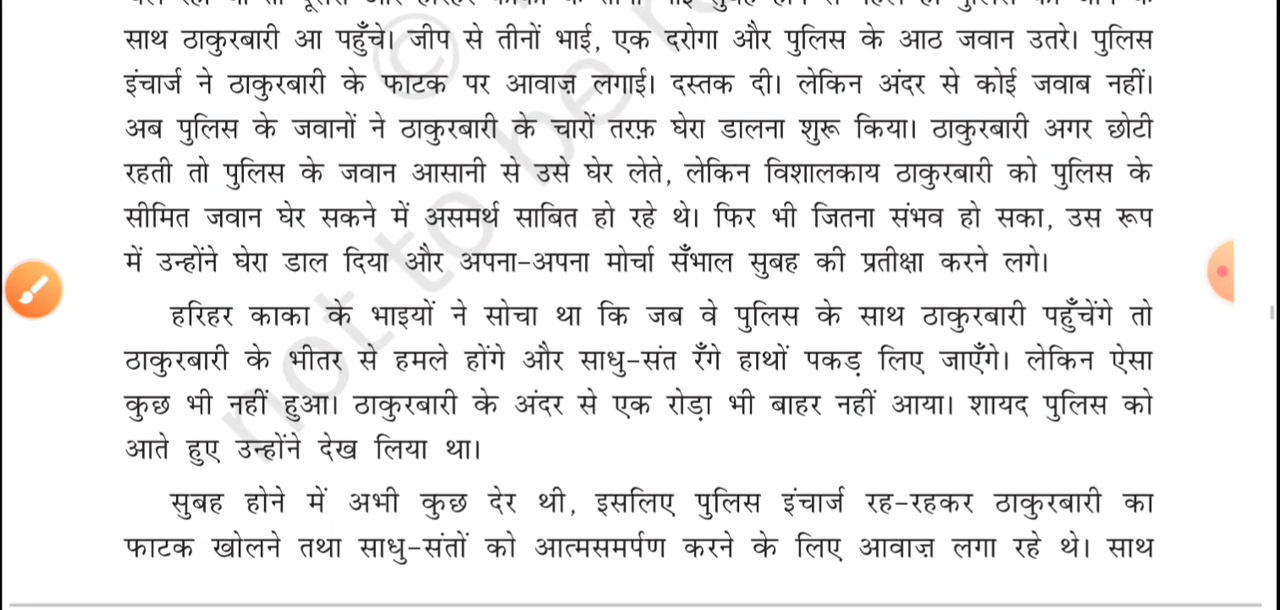 साथ ठाकुरबारी आ पहुँचे। जीप से तीनों भाई, एक दरोगा और पुलिस के आठ जवान उतरे। पुलिस
इंचार्ज ने ठाकुरबारी के फाटक पर आवाज़ लगाई। दस्तक दी। लेकिन अंदर से कोई जवाब नहीं।
अब पुलिस के जवानों ने ठाकुरबारी के चारों तरफ़ घेरा डालना शुरू किया। ठाकुरबारी अगर छोटी
रहती तो पुलिस के जवान आसानी से उसे घेर लेते, लेकिन विशालकाय ठाकुरबारी को पुलिस के
सीमित जवान घेर सकने में असमर्थ साबित हो रहे थे। फिर भी जितना संभव हो सका, उस रूप
में उन्होंने घेरा डाल दिया और अपना-अपना मोर्चा सँभाल सुबह की प्रतीक्षा करने लगे।
हरिहर काका के भाइयों ने सोचा था कि जब वे पुलिस के साथ ठाकुरबारी पहुँचेंगे तो
ठाकुरबारी के भीतर से हमले होंगे और साधु-संत रँगे हाथों पकड़ लिए जाएँगे। लेकिन ऐसा
कुछ भी नहीं हुआ। ठाकुरबारी के अंदर से एक रोड़ा भी बाहर नहीं आया। शायद पुलिस को
आते हुए उन्होंने देख लिया था।
सुबह होने में अभी कुछ देर थी, इसलिए पुलिस इंचार्ज रह-रहकर ठाकुरबारी का
फाटक खोलने तथा साधु-संतों को आत्मसमर्पण करने के लिए आवाज़ लगा रहे थे। साथ
not to be